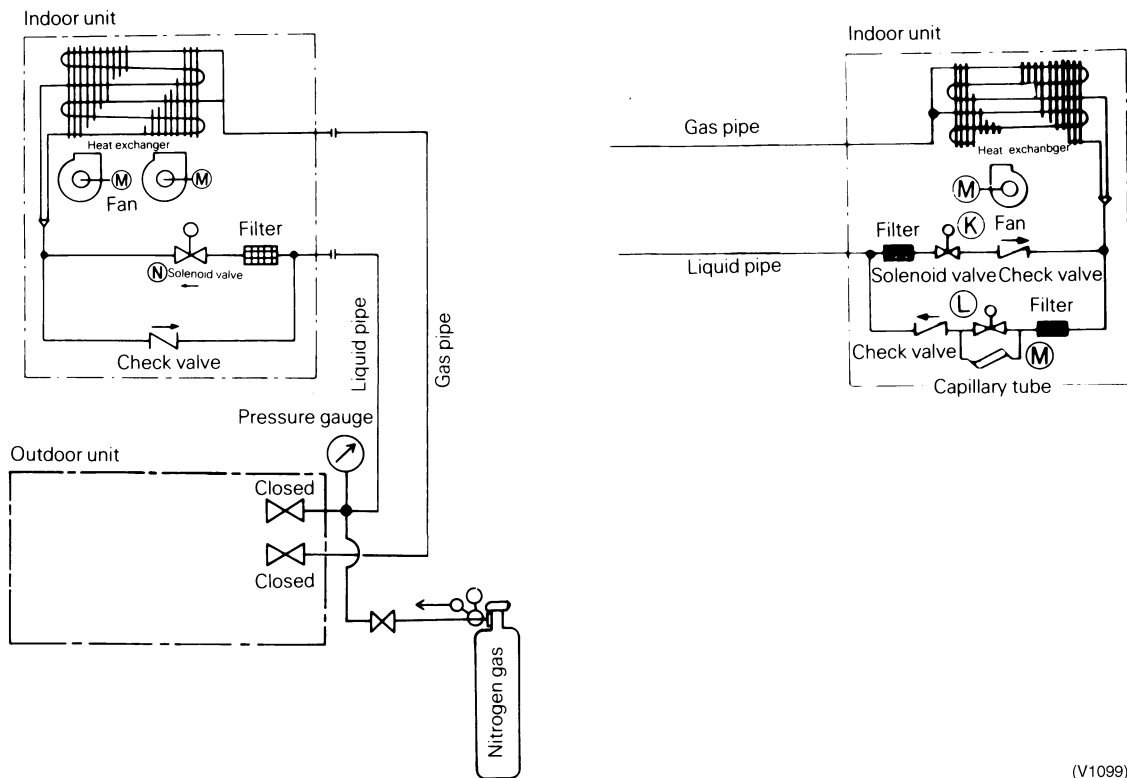 Indoor unit
Heat exchanger
M
M
Fan
Filter
N
Solenoid valve
Check valve
Liquid pipe
Gas pipe
Pressure gauge
Outdoor unit
Closed
Closed
Nitrogen gas
Indoor unit
Gas pipe
Heat exchanbger
M
Fan
K
Filter
Liquid pipe
Solenoid valve
Check valve
L
Filter
Check valve
M
Capillary tube
(V1099)